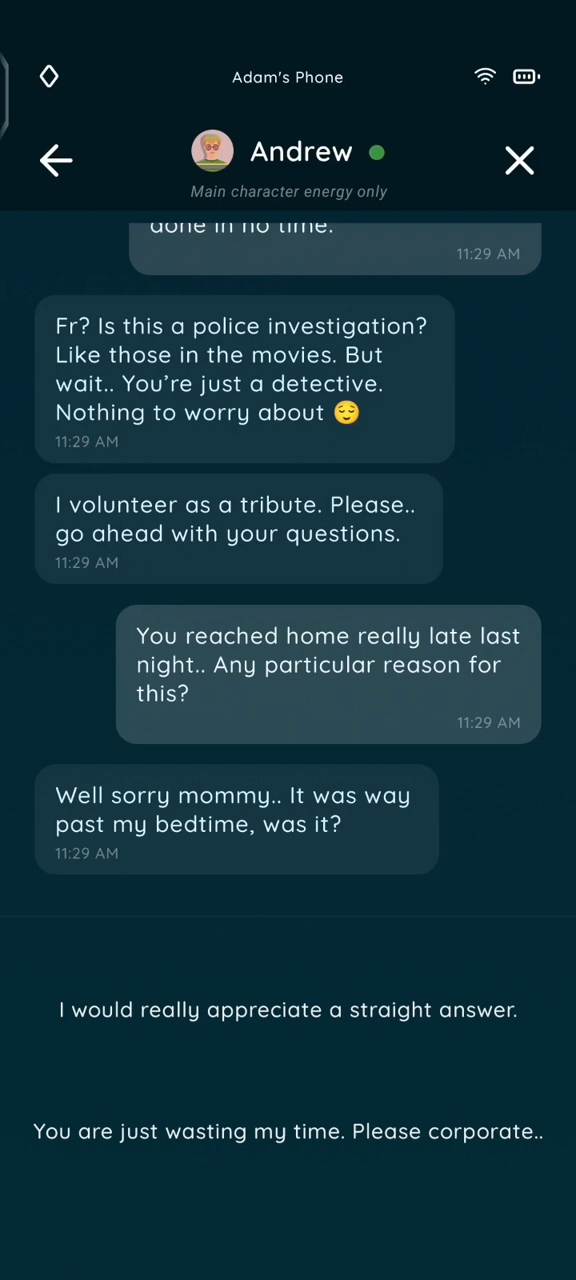 Adam's Phone
Andrew
Main character energy only
done in no time.
11:29 AM
Fr? Is this a police investigation?
Like those in the movies. But
wait.. You’re just a detective.
Nothing to worry about 😌
11:29 AM
I volunteer as a tribute. Please..
go ahead with your questions.
11:29 AM
You reached home really late last
night.. Any particular reason for
this?
11:29 AM
Well sorry mommy.. It was way
past my bedtime, was it?
11:29 AM
I would really appreciate a straight answer.
You are just wasting my time. Please corporate..